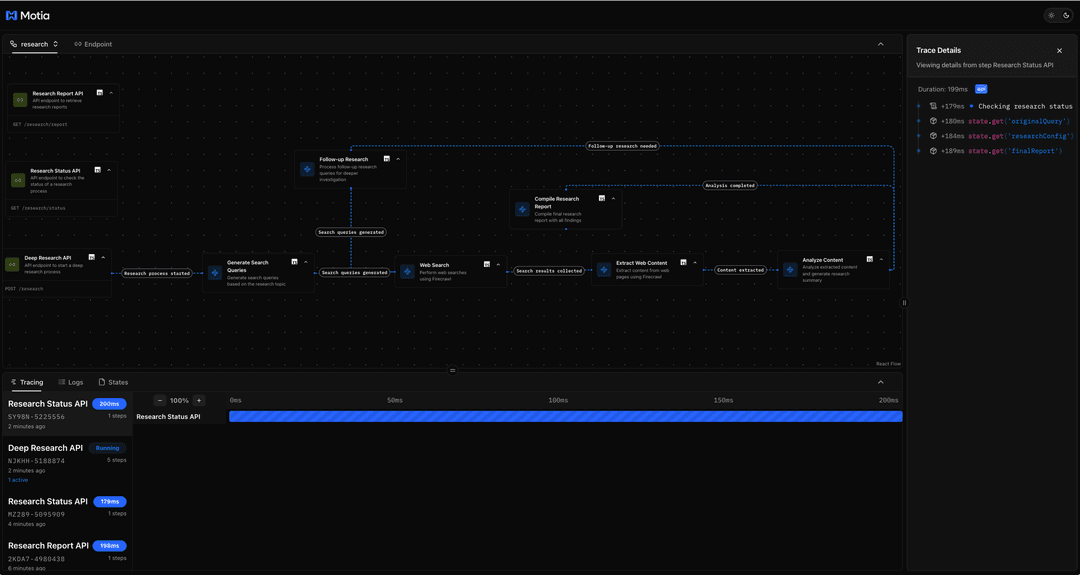 Motia
research
Endpoint
Research Report API
API endpoint to retrieve
research reports
GET /research/report
Research Status API
API endpoint to check the
status of a research
process
GET /research/status
Deep Research API
API endpoint to start a deep
research process
POST /research
Research process started
Generate Search
Queries
Generate search queries
based on the research topic
Follow-up Research
Process follow-up research
queries for deeper
investigation
Search queries generated
Search queries generated
Web Search
Perform web searches
using Firecrawl
Search results collected
Follow-up research needed
Analysis completed
Compile Research
Report
Compile final research
report with all findings
Extract Web Content
Extract content from web
pages using Firecrawl
Content extracted
Analyze Content
Analyze extracted content
and generate research
summary
React Flow
Trace Details
Viewing details from step Research Status API
Duration: 199ms api
+179ms Checking research status
+180ms state.get('originalQuery')
+184ms state.get('researchConfig')
+189ms state.get('finalReport')
Tracing
Logs
States
Research Status API 200ms
SY98N-5225556 1 steps
2 minutes ago
Deep Research API Running
NJKHH-5188874 5 steps
2 minutes ago
1 active
Research Status API 179ms
MZ289-5095909 1 steps
4 minutes ago
Research Report API 198ms
2KDA7-4980438 1 steps
6 minutes ago
100%
0ms 50ms 100ms 150ms 200ms
Research Status API